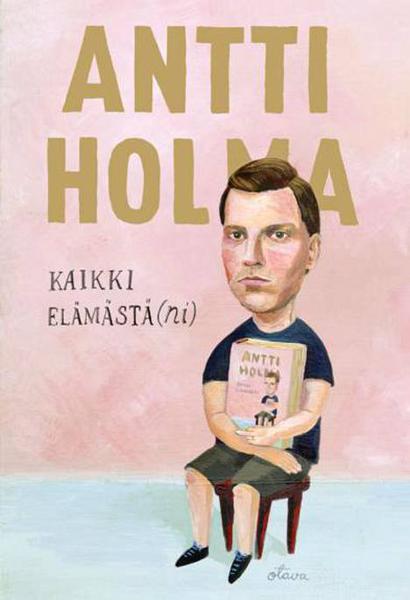 ANTTI
HOLMA
KAIKKI
ELÄMÄSTÄ(ni)
ANTTI
HOLMA
otava